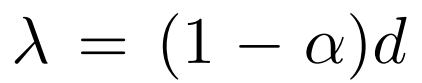 λ = (1 − α)d